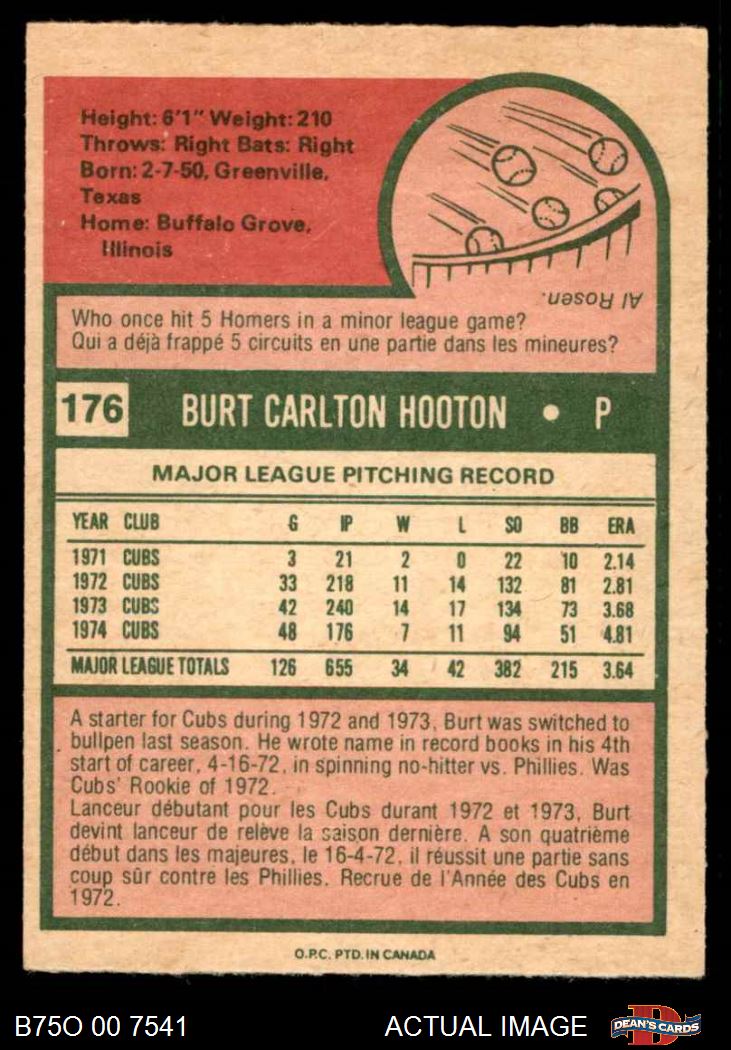 Height: 6'1" Weight: 210
Throws: Right Bats: Right
Born: 2-7-50, Greenville,
Texas
Home: Buffalo Grove,
Illinois
Al Rosen.
Who once hit 5 Homers in a minor league game?
Qui a déjà frappé 5 circuits en une partie dans les mineures?
176 BURT CARLTON HOOTON • P
MAJOR LEAGUE PITCHING RECORD
YEAR CLUB G IP W L SO BB ERA
1971 CUBS 3 21 2 0 22 10 2.14
1972 CUBS 33 218 11 14 132 81 2.81
1973 CUBS 42 240 14 17 134 73 3.68
1974 CUBS 48 176 7 11 94 51 4.81
MAJOR LEAGUE TOTALS 126 655 34 42 382 215 3.64
A starter for Cubs during 1972 and 1973, Burt was switched to
bullpen last season. He wrote name in record books in his 4th
start of career, 4-16-72, in spinning no-hitter vs. Phillies. Was
Cubs' Rookie of 1972.
Lanceur débutant pour les Cubs durant 1972 et 1973, Burt
devint lanceur de relève la saison dernière. A son quatrième
début dans les majeures, le 16-4-72, il réussit une partie sans
coup sûr contre les Phillies. Recrue de l'Année des Cubs en
1972.
O.P.C. PTD. IN CANADA
B75O 00 7541 ACTUAL IMAGE DEAN'S CARDS